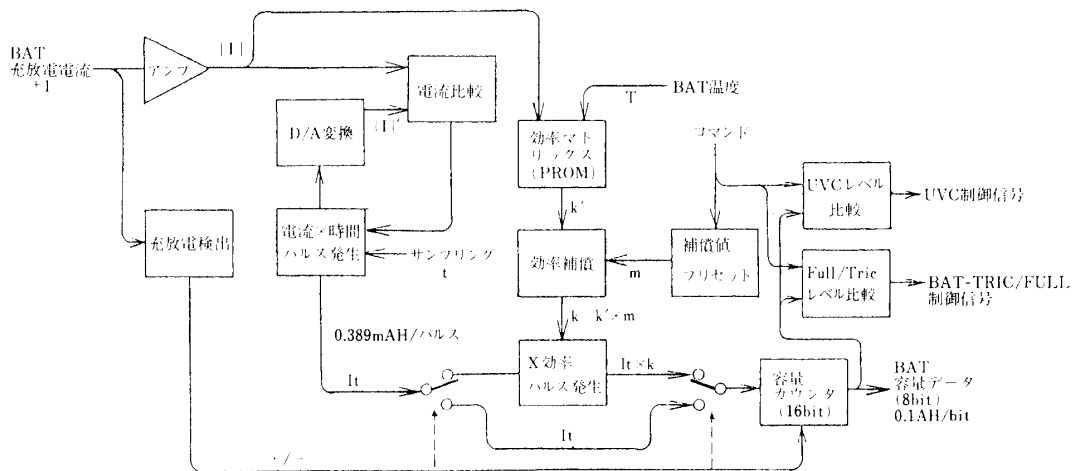 BAT
充放電電流
+1
アンプ
|I|
電流比較
D/A変換
|I|'
T
BAT温度
コマンド
効率マト
リックス
(PROM)
UVCレベル
比較
UVC制御信号
k'
充放電検出
電流×時間
パルス発生
サンプリング
t
効率補償
m
補償値
プリセット
Full/Tric
レベル比較
BAT-TRIC/FULL
制御信号
k k'×m
0.389mAH/パルス
X効率
パルス発生
It
It×k
It
容量
カウンタ
(16bit)
BAT
容量データ
(8bit)
0.1AH/bit